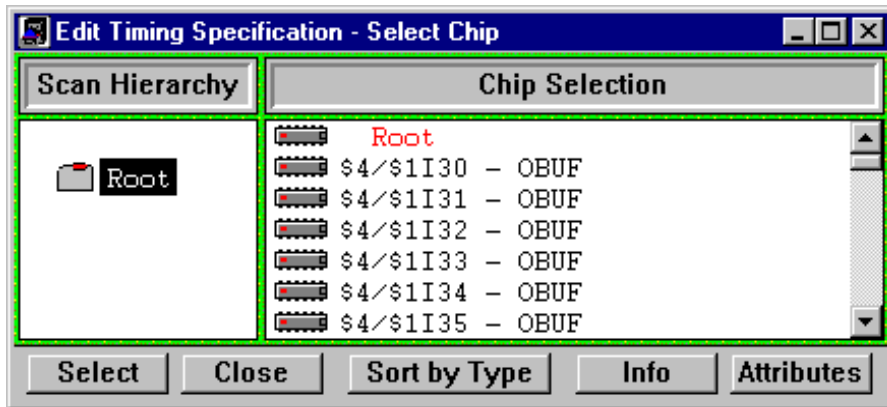 Edit Timing Specification - Select Chip
Scan Hierarchy
Chip Selection
Root
Root
$4/$1I30 – OBUF
$4/$1I31 – OBUF
$4/$1I32 – OBUF
$4/$1I33 – OBUF
$4/$1I34 – OBUF
$4/$1I35 – OBUF
Select
Close
Sort by Type
Info
Attributes